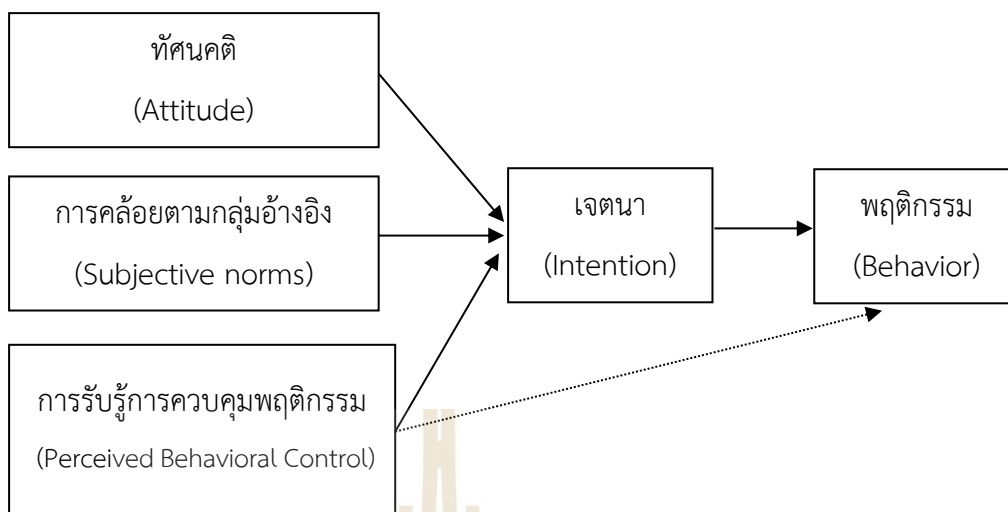 ทัศนคติ
(Attitude)
การคล้อยตามกลุ่มอ้างอิง
(Subjective norms)
การรับรู้การควบคุมพฤติกรรม
(Perceived Behavioral Control)
เจตนา
(Intention)
พฤติกรรม
(Behavior)